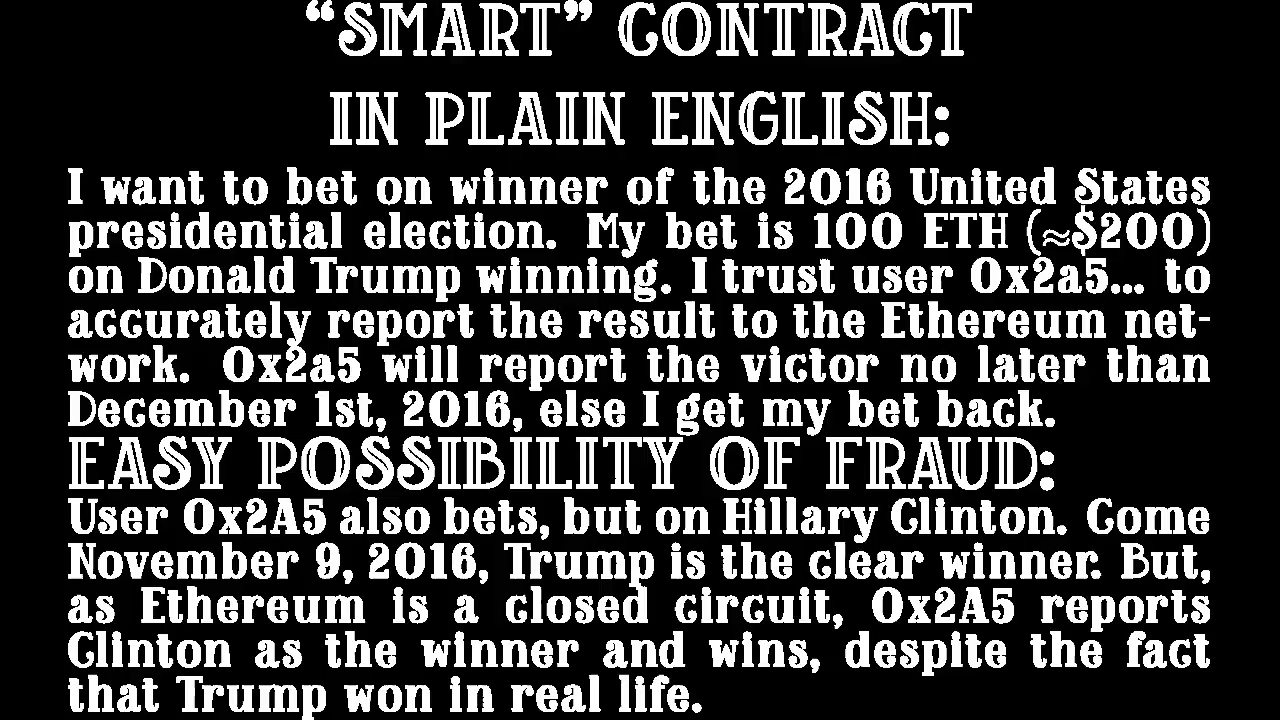 “SMART” CONTRACT
IN PLAIN ENGLISH:
I want to bet on winner of the 2016 United States
presidential election. My bet is 100 ETH (≈$200)
on Donald Trump winning. I trust user 0x2a5... to
accurately report the result to the Ethereum net-
work. 0x2a5 will report the victor no later than
December 1st, 2016, else I get my bet back.
EASY POSSIBILITY OF FRAUD:
User 0x2A5 also bets, but on Hillary Clinton. Come
November 9, 2016, Trump is the clear winner. But,
as Ethereum is a closed circuit, 0x2A5 reports
Clinton as the winner and wins, despite the fact
that Trump won in real life.